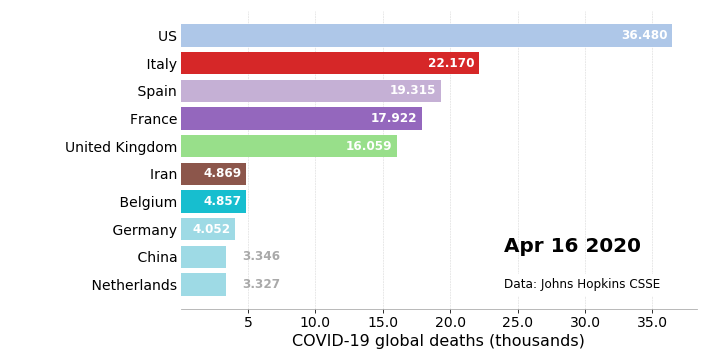 US 36.480
Italy 22.170
Spain 19.315
France 17.922
United Kingdom 16.059
Iran 4.869
Belgium 4.857
Germany 4.052
China 3.346
Netherlands 3.327
Apr 16 2020
Data: Johns Hopkins CSSE
5 10.0 15.0 20.0 25.0 30.0 35.0
COVID-19 global deaths (thousands)